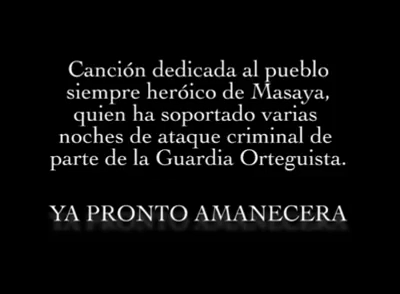 Canción dedicada al pueblo
siempre heróico de Masaya,
quien ha soportado varias
noches de ataque criminal de
parte de la Guardia Orteguista.
YA PRONTO AMANECERA